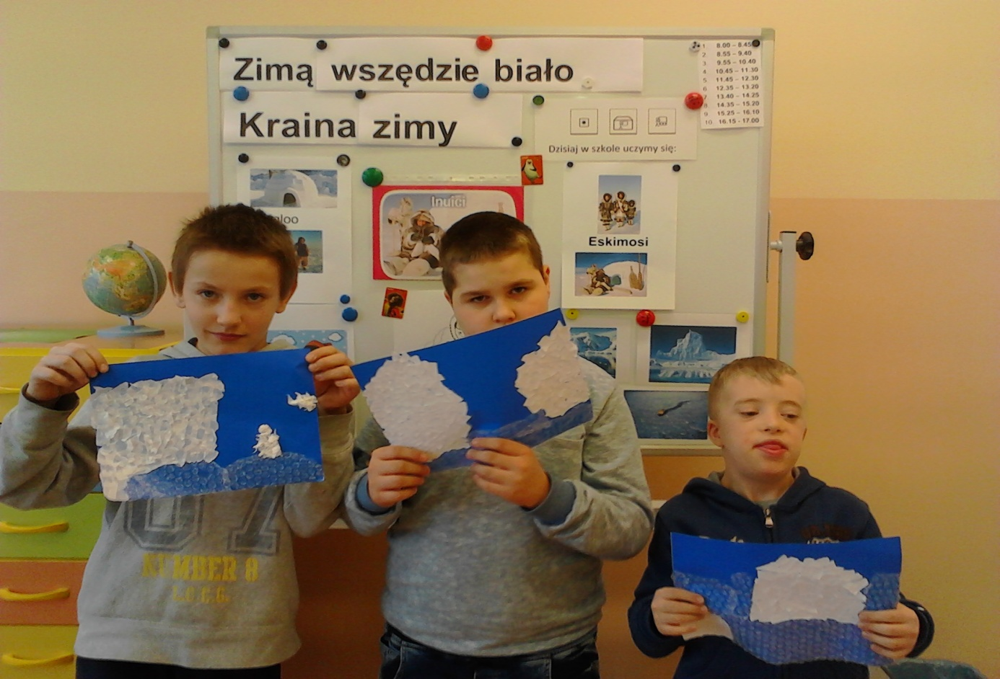 Zimą wszędzie biało
Kraina zimy
1. 8.00 – 8.45
2. 8.55 – 9.40
3. 9.55 – 10.40
4. 10.45 – 11.30
5. 11.45 – 12.30
6. 12.35 – 13.20
7. 13.40 – 14.25
8. 14.35 – 15.20
9. 15.25 – 16.10
10. 16.15 – 17.00
Dzisiaj w szkole uczymy się:
Inuici
Eskimosi
67
NUMBER 8